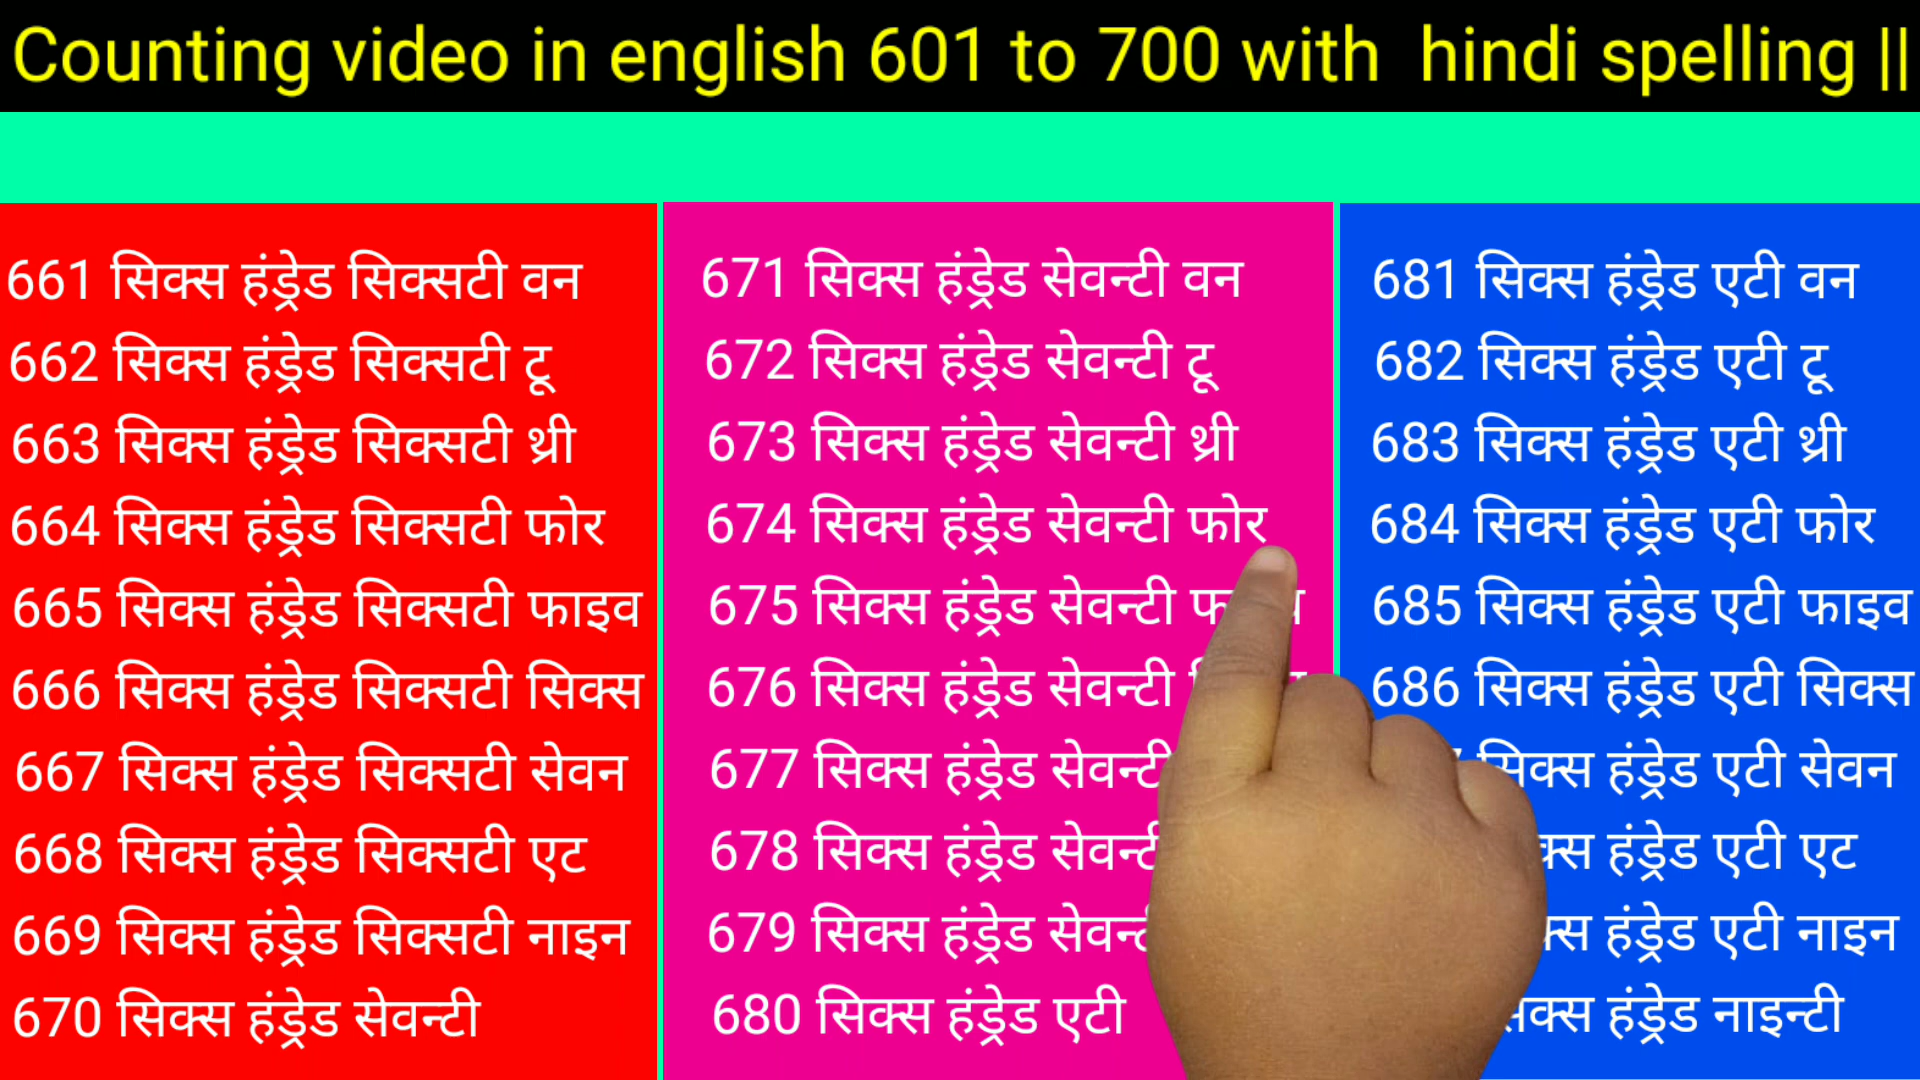 Counting video in english 601 to 700 with hindi spelling ||
661 सिक्स हंड्रेड सिक्सटी वन
662 सिक्स हंड्रेड सिक्सटी टू
663 सिक्स हंड्रेड सिक्सटी थ्री
664 सिक्स हंड्रेड सिक्सटी फोर
665 सिक्स हंड्रेड सिक्सटी फाइव
666 सिक्स हंड्रेड सिक्सटी सिक्स
667 सिक्स हंड्रेड सिक्सटी सेवन
668 सिक्स हंड्रेड सिक्सटी एट
669 सिक्स हंड्रेड सिक्सटी नाइन
670 सिक्स हंड्रेड सेवन्टी
671 सिक्स हंड्रेड सेवन्टी वन
672 सिक्स हंड्रेड सेवन्टी टू
673 सिक्स हंड्रेड सेवन्टी थ्री
674 सिक्स हंड्रेड सेवन्टी फोर
675 सिक्स हंड्रेड सेवन्टी
676 सिक्स हंड्रेड सेवन्टी
677 सिक्स हंड्रेड सेवन्टी
678 सिक्स हंड्रेड सेवन्टी
679 सिक्स हंड्रेड सेवन्टी
680 सिक्स हंड्रेड एटी
681 सिक्स हंड्रेड एटी वन
682 सिक्स हंड्रेड एटी टू
683 सिक्स हंड्रेड एटी थ्री
684 सिक्स हंड्रेड एटी फोर
685 सिक्स हंड्रेड एटी फाइव
686 सिक्स हंड्रेड एटी सिक्स
सिक्स हंड्रेड एटी सेवन
हंड्रेड एटी एट
हंड्रेड एटी नाइन
सिक्स हंड्रेड नाइन्टी